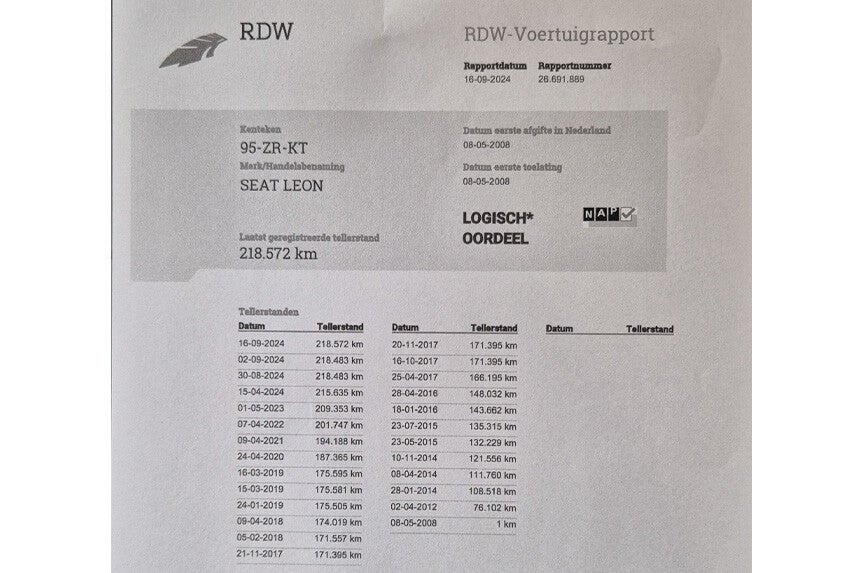 RDW
RDW-Voertuigrapport
Rapportdatum Rapportnummer
16-09-2024 26.691.889
Kenteken
95-ZR-KT
Merk/Handelsbenaming
SEAT LEON
Laatst geregistreerde tellerstand
218.572 km
Datum eerste afgifte in Nederland
08-05-2008
Datum eerste toelating
08-05-2008
LOGISCH*
OORDEEL
NAP
Tellerstanden
Datum Tellerstand
16-09-2024 218.572 km
02-09-2024 218.483 km
30-08-2024 218.483 km
15-04-2024 215.635 km
01-05-2023 209.353 km
07-04-2022 201.747 km
09-04-2021 194.188 km
24-04-2020 187.365 km
16-03-2019 175.595 km
15-03-2019 175.581 km
24-01-2019 175.505 km
09-04-2018 174.019 km
05-02-2018 171.557 km
21-11-2017 171.395 km
Datum Tellerstand
20-11-2017 171.395 km
16-10-2017 171.395 km
25-04-2017 166.195 km
28-04-2016 148.032 km
18-01-2016 143.662 km
23-07-2015 135.315 km
23-05-2015 132.229 km
10-11-2014 121.556 km
08-04-2014 111.760 km
28-01-2014 108.518 km
02-04-2012 76.102 km
08-05-2008 1 km
Datum Tellerstand